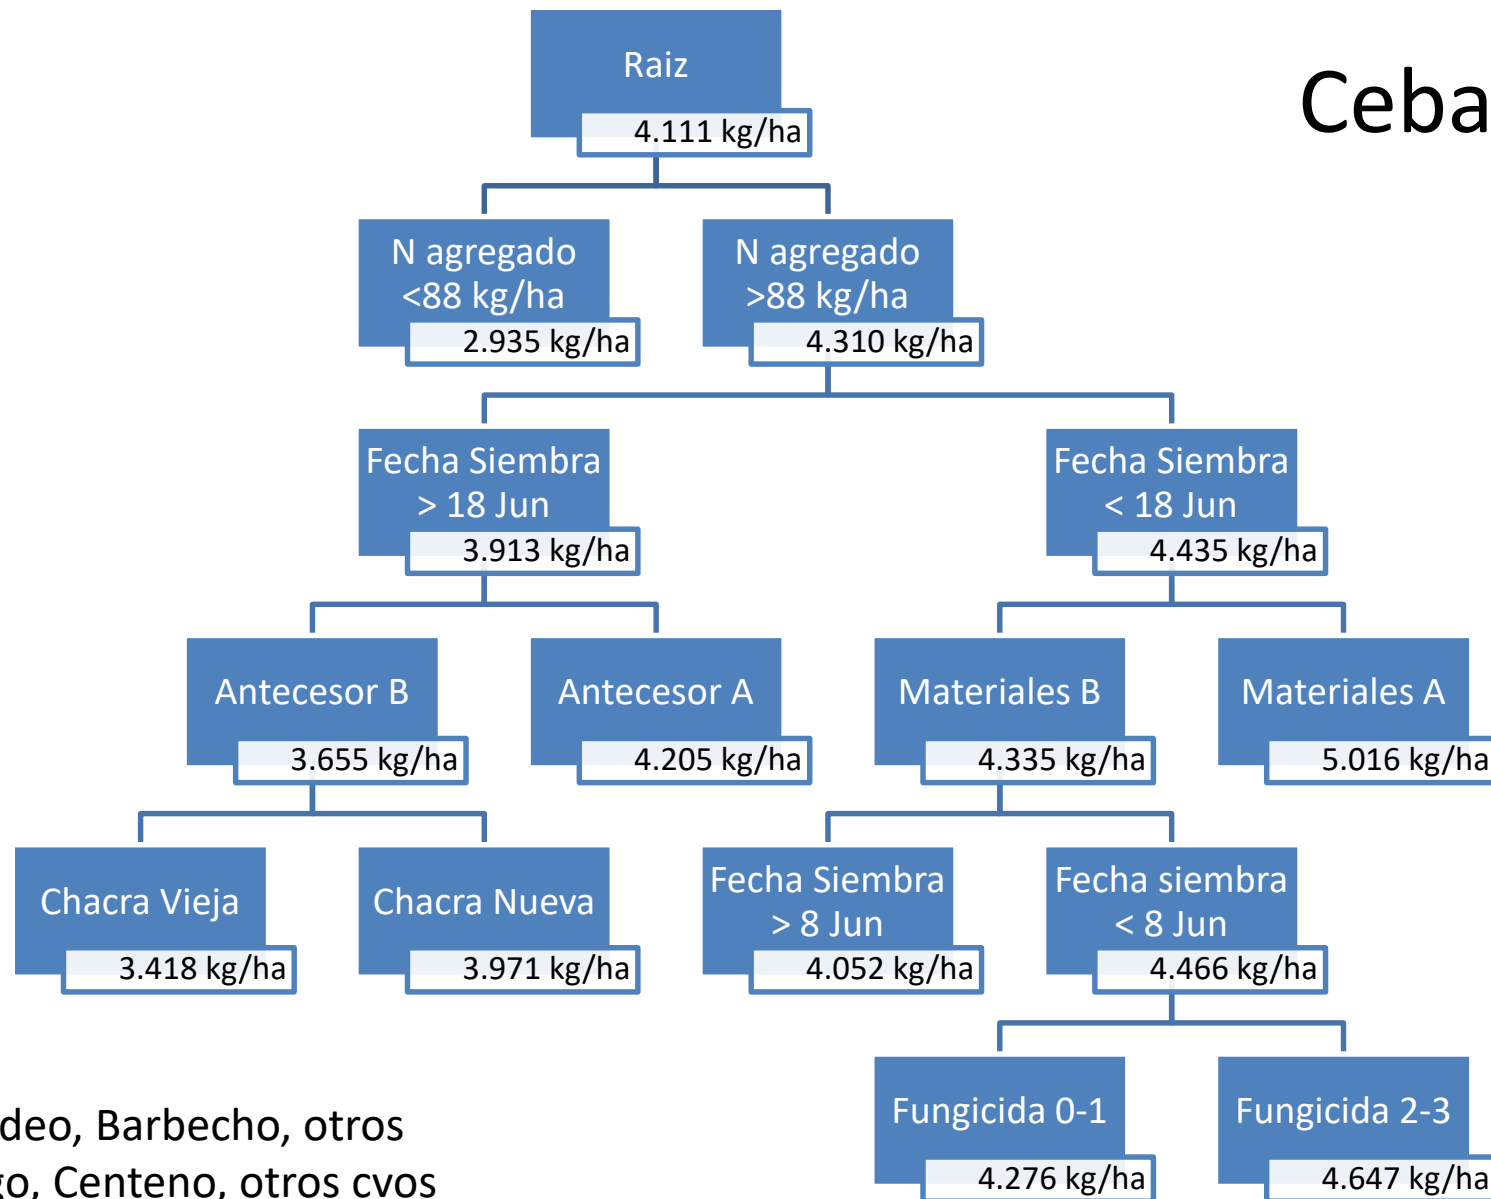 Raiz
4.111 kg/ha
Ceba
N agregado
<88 kg/ha
2.935 kg/ha
N agregado
>88 kg/ha
4.310 kg/ha
Fecha Siembra
> 18 Jun
3.913 kg/ha
Fecha Siembra
< 18 Jun
4.435 kg/ha
Antecesor B
3.655 kg/ha
Antecesor A
4.205 kg/ha
Materiales B
4.335 kg/ha
Materiales A
5.016 kg/ha
Chacra Vieja
3.418 kg/ha
Chacra Nueva
3.971 kg/ha
Fecha Siembra
> 8 Jun
4.052 kg/ha
Fecha siembra
< 8 Jun
4.466 kg/ha
Fungicida 0-1
4.276 kg/ha
Fungicida 2-3
4.647 kg/ha
deo, Barbecho, otros
go, Centeno, otros cvos